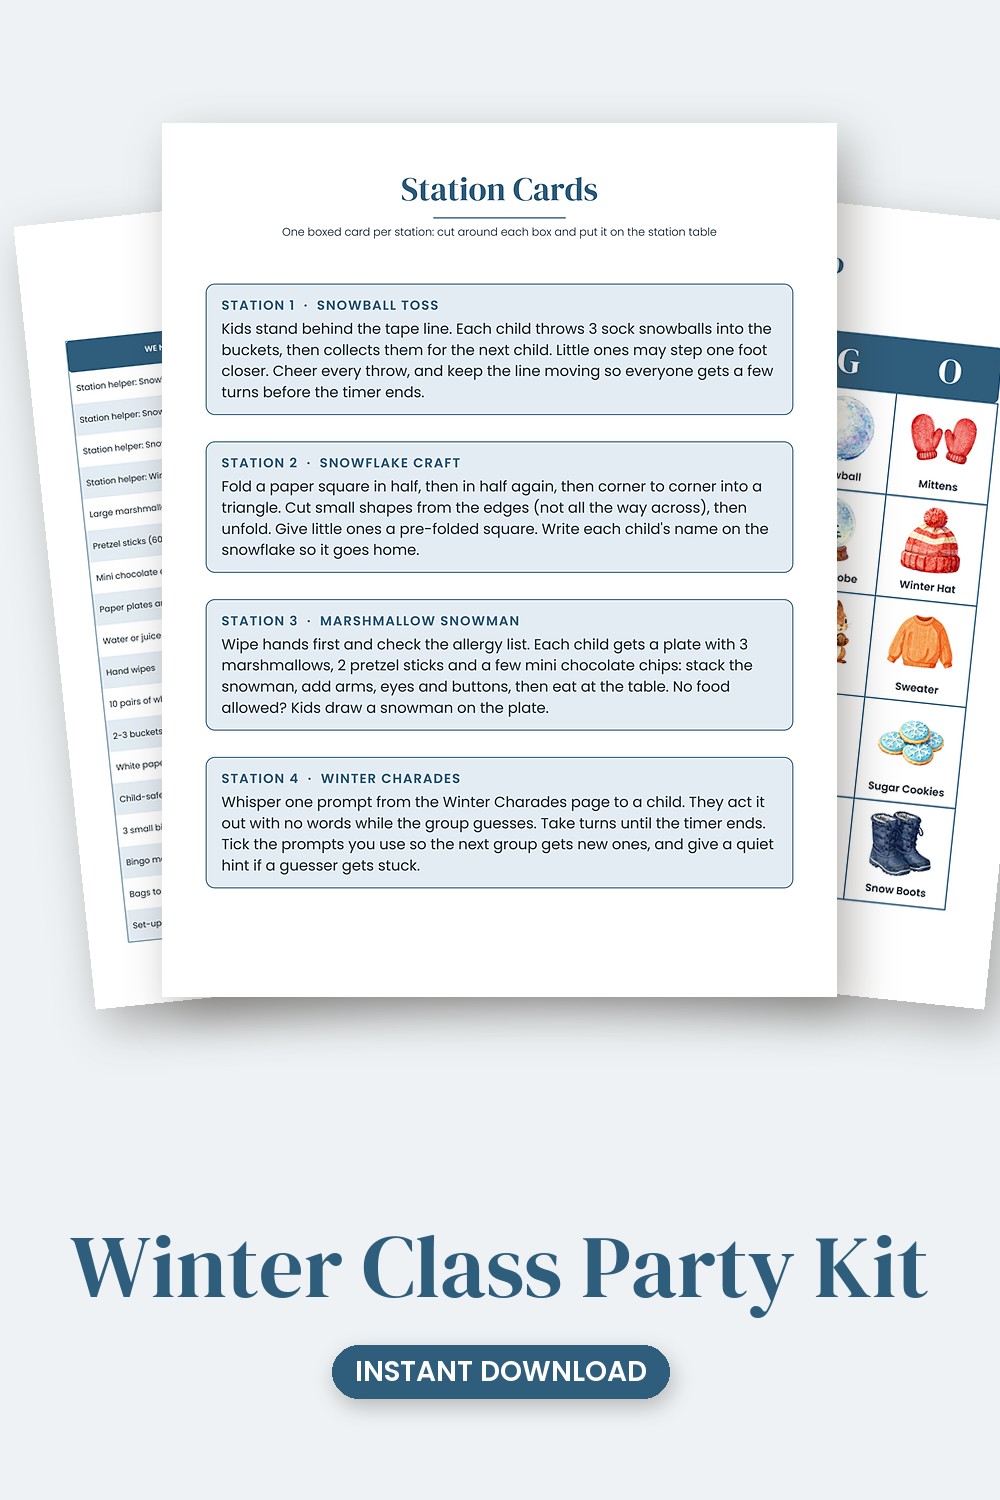 Station Cards
One boxed card per station: cut around each box and put it on the station table
STATION 1 · SNOWBALL TOSS
Kids stand behind the tape line. Each child throws 3 sock snowballs into the
buckets, then collects them for the next child. Little ones may step one foot
closer. Cheer every throw, and keep the line moving so everyone gets a few
turns before the timer ends.
STATION 2 · SNOWFLAKE CRAFT
Fold a paper square in half, then in half again, then corner to corner into a
triangle. Cut small shapes from the edges (not all the way across), then
unfold. Give little ones a pre-folded square. Write each child's name on the
snowflake so it goes home.
STATION 3 · MARSHMALLOW SNOWMAN
Wipe hands first and check the allergy list. Each child gets a plate with 3
marshmallows, 2 pretzel sticks and a few mini chocolate chips: stack the
snowman, add arms, eyes and buttons, then eat at the table. No food
allowed? Kids draw a snowman on the plate.
STATION 4 · WINTER CHARADES
Whisper one prompt from the Winter Charades page to a child. They act it
out with no words while the group guesses. Take turns until the timer ends.
Tick the prompts you use so the next group gets new ones, and give a quiet
hint if a guesser gets stuck.
WE
Station helper:
Station helper:
Station helper:
Station helper:
Large
Pretzel sticks
Mini chocolate
Paper plates
Water or juice
Hand wipes
10 pairs of
2-3 buckets
White
3 small
Bingo
Bags to
G O
Mittens
Winter Hat
Sweater
Sugar Cookies
Snow Boots
Winter Class Party Kit
INSTANT DOWNLOAD